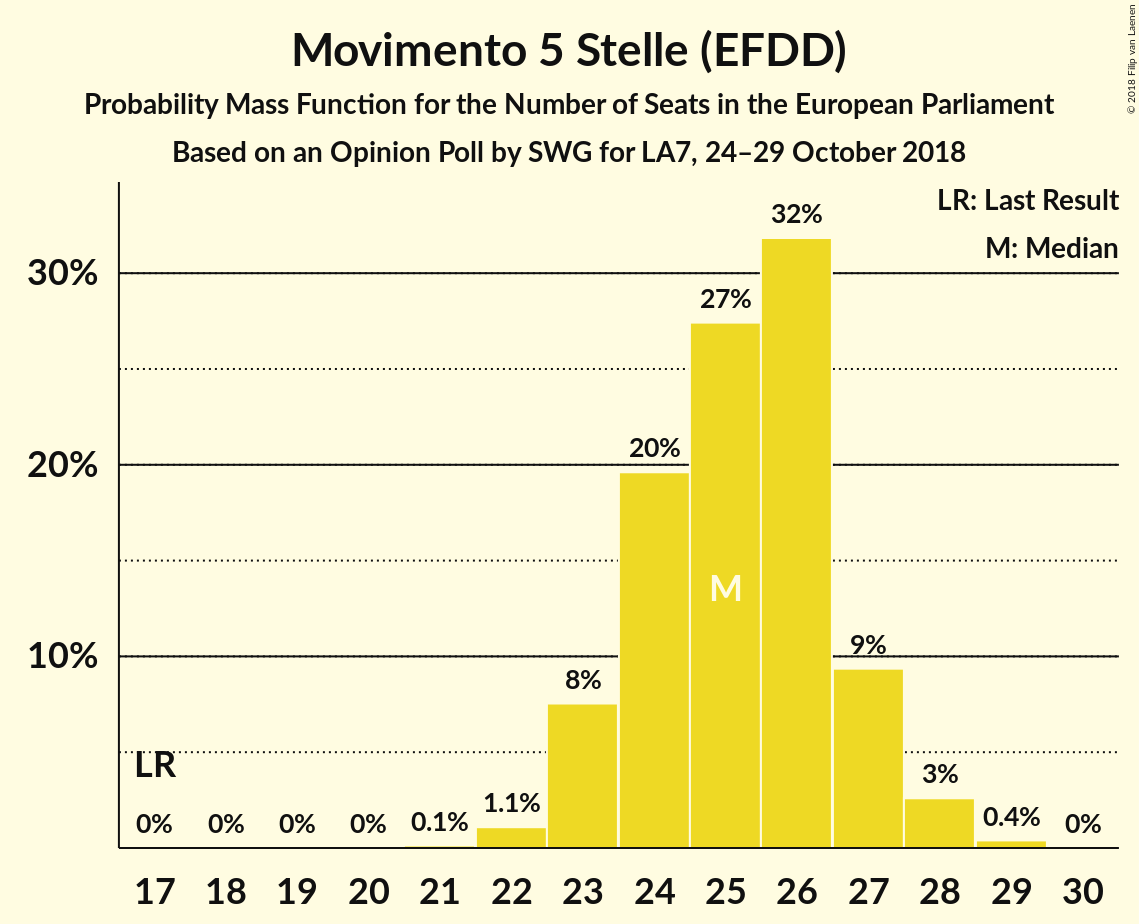 Movimento 5 Stelle (EFDD)
Probability Mass Function for the Number of Seats in the European Parliament
Based on an Opinion Poll by SWG for LA7, 24–29 October 2018
© 2018 Filip van Laenen
LR: Last Result
M: Median
30%
20%
10%
LR
M
0%
0%
0%
0%
0.1%
1.1%
8%
20%
27%
32%
9%
3%
0.4%
0%
17 18 19 20 21 22 23 24 25 26 27 28 29 30